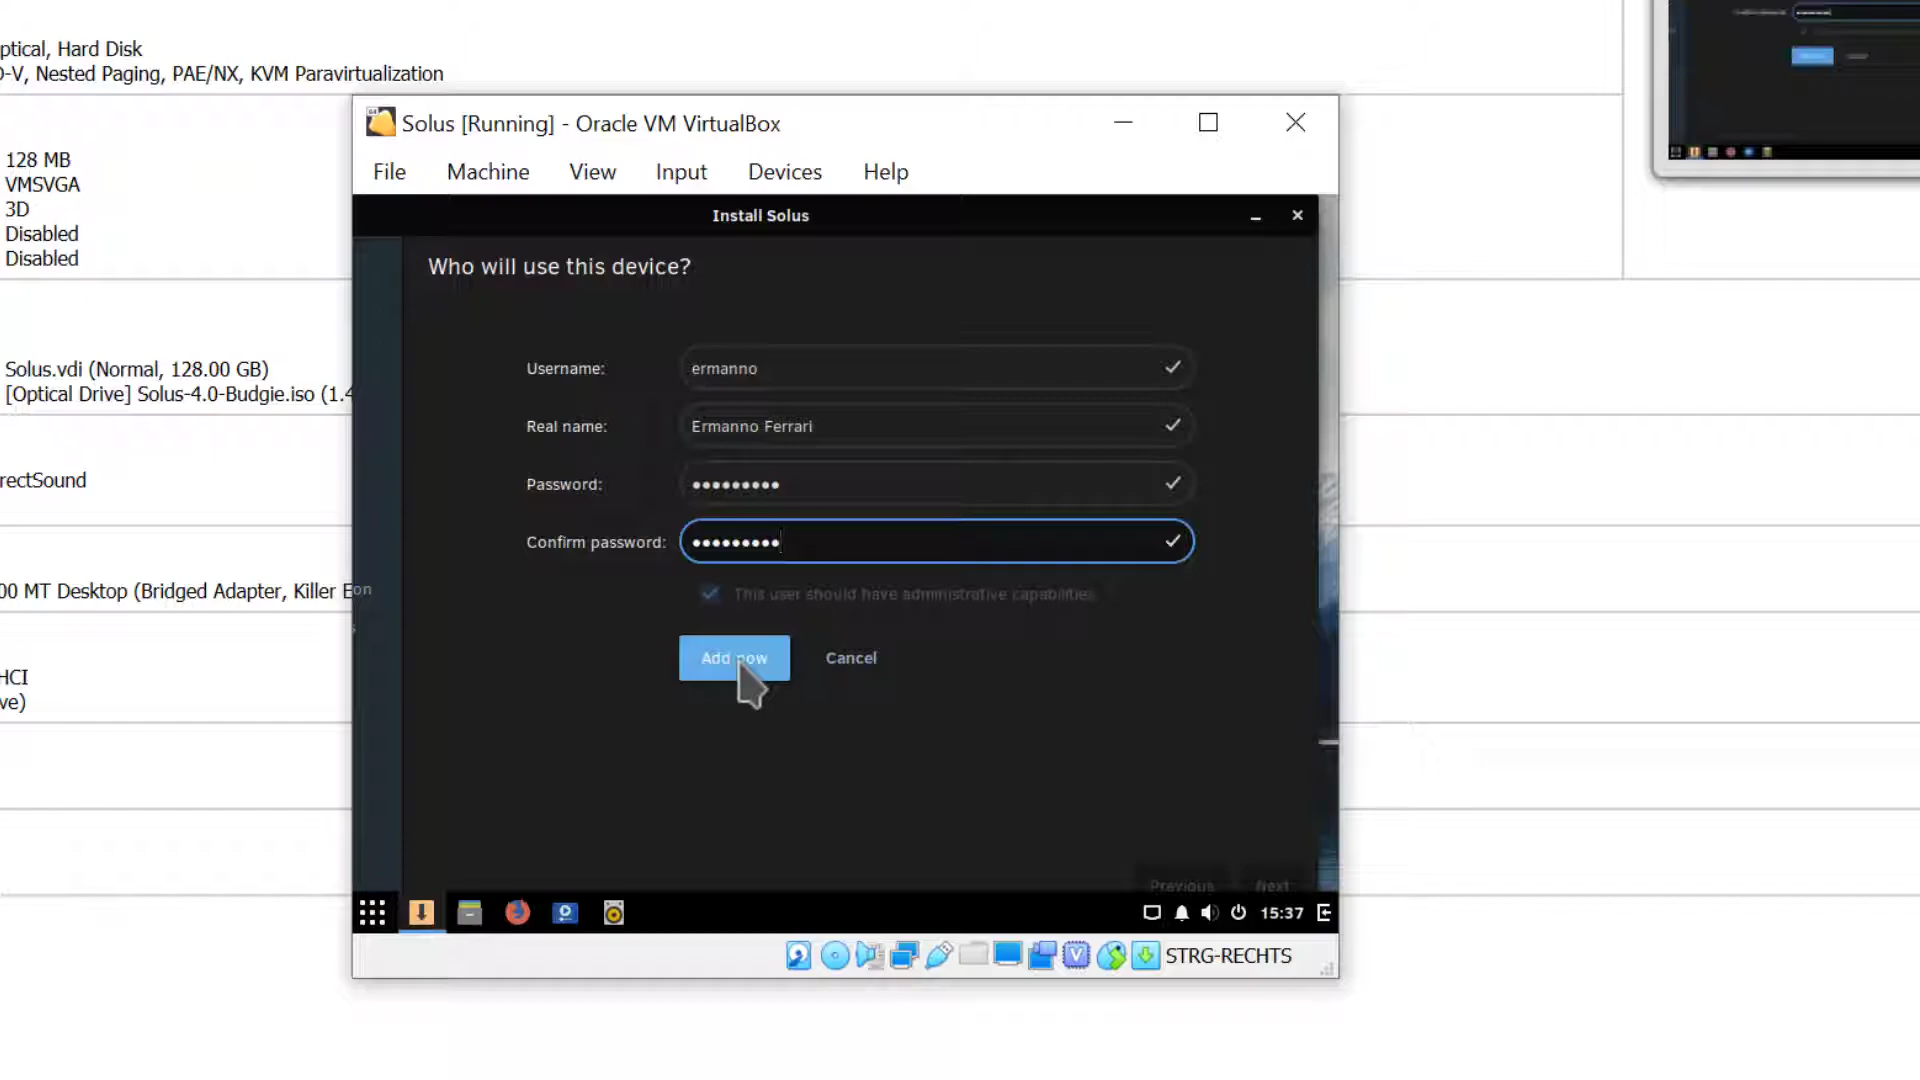 ptical, Hard Disk
D-V, Nested Paging, PAE/NX, KVM Paravirtualization
128 MB
VMSVGA
3D
Disabled
Disabled
Solus.vdi (Normal, 128.00 GB)
[Optical Drive] Solus-4.0-Budgie.iso (1.4
rectSound
00 MT Desktop (Bridged Adapter, Killer E
HCI
ve)
Solus [Running] - Oracle VM VirtualBox
File Machine View Input Devices Help
Install Solus
Who will use this device?
Username: ermanno
Real name: Ermanno Ferrari
Password: •••••••••
Confirm password: •••••••••
This user should have administrative capabilities
Add now Cancel
Previous Next
15:37
STRG-RECHTS